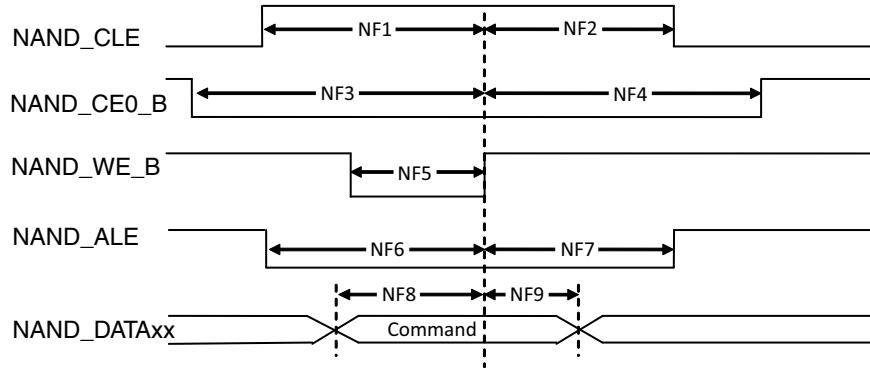 NAND_CLE
NF1
NF2
NAND_CE0_B
NF3
NF4
NAND_WE_B
NF5
NAND_ALE
NF6
NF7
NF8
NF9
NAND_DATAxx
Command